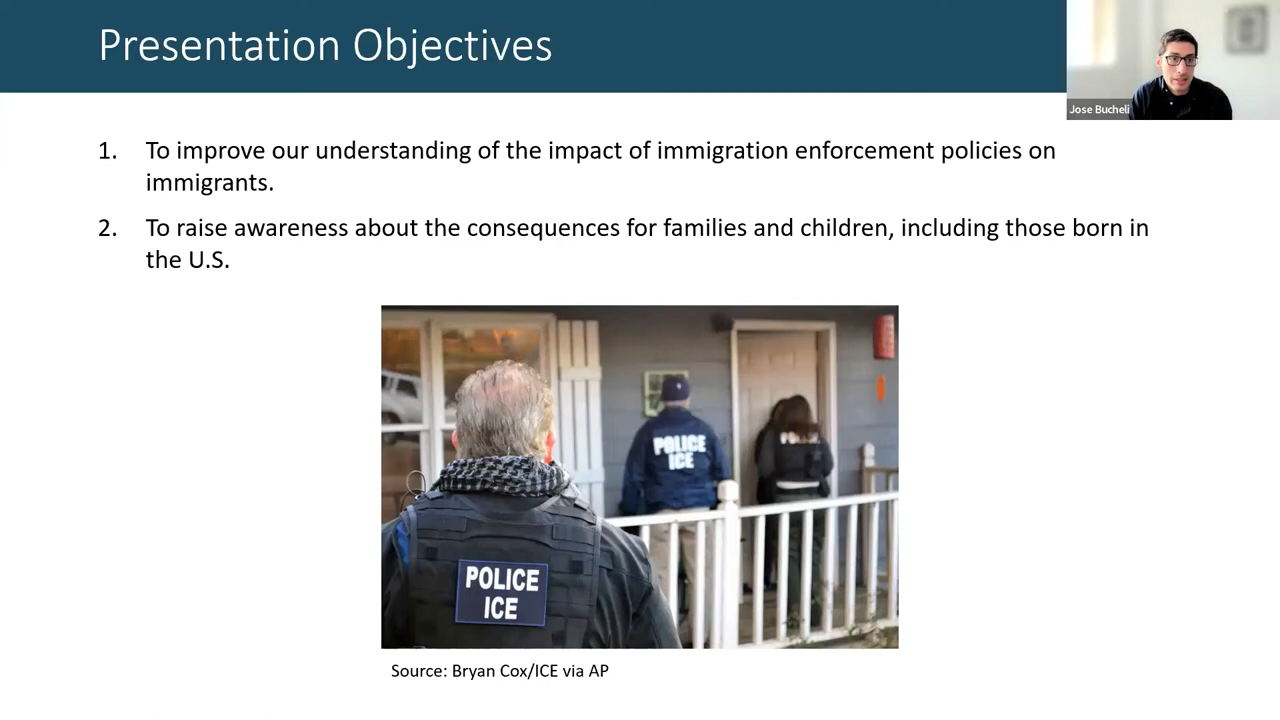 Presentation Objectives
Jose Bucheli
1. To improve our understanding of the impact of immigration enforcement policies on
immigrants.
2. To raise awareness about the consequences for families and children, including those born in
the U.S.
POLICE
ICE
POLICE
POLICE
ICE
Source: Bryan Cox/ICE via AP